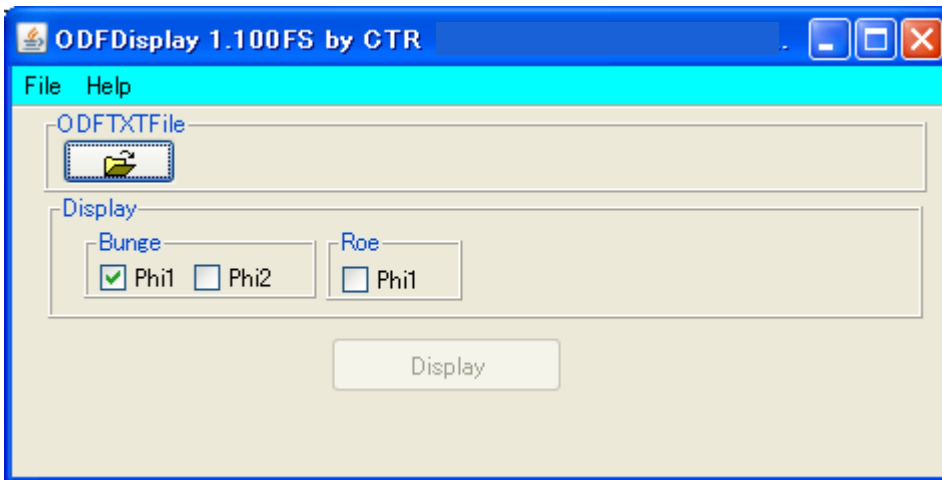 ODFDisplay 1.100FS by CTR .
File Help
ODFTXTFile
Display
Bunge Roe
Phi1 Phi2 Phi1
Display